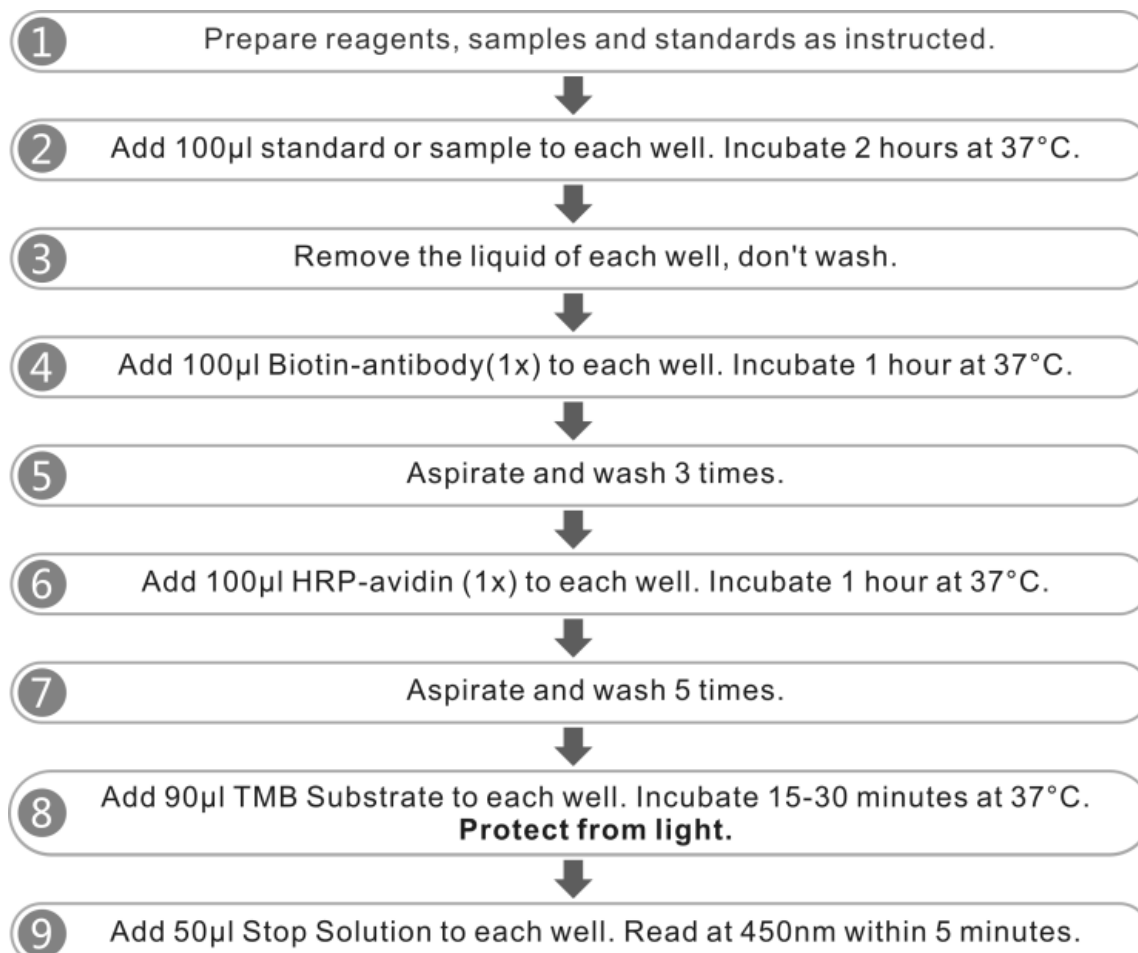 1 Prepare reagents, samples and standards as instructed.
2 Add 100µl standard or sample to each well. Incubate 2 hours at 37°C.
3 Remove the liquid of each well, don't wash.
4 Add 100µl Biotin-antibody(1x) to each well. Incubate 1 hour at 37°C.
5 Aspirate and wash 3 times.
6 Add 100µl HRP-avidin (1x) to each well. Incubate 1 hour at 37°C.
7 Aspirate and wash 5 times.
8 Add 90µl TMB Substrate to each well. Incubate 15-30 minutes at 37°C.
Protect from light.
9 Add 50µl Stop Solution to each well. Read at 450nm within 5 minutes.